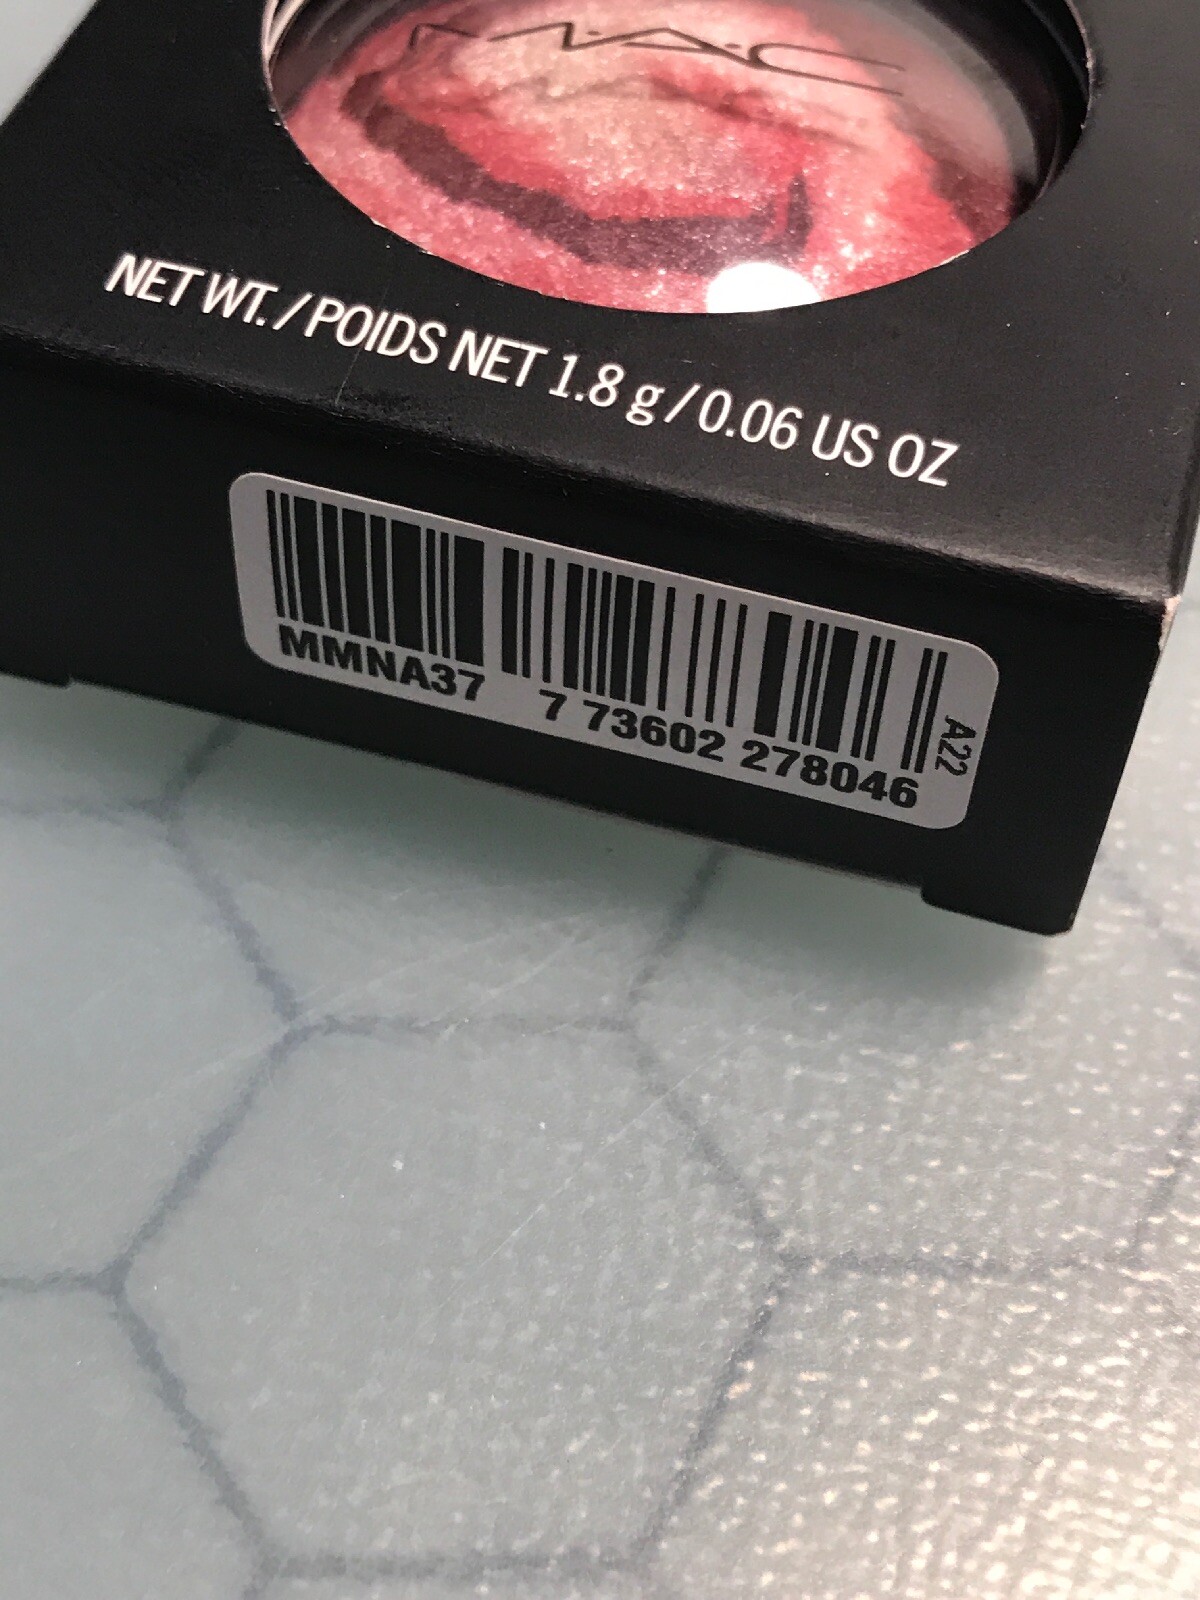 M·A·C
NET WT. / POIDS NET 1.8 g / 0.06 US OZ
MMNA37 7 73602 278046
A22